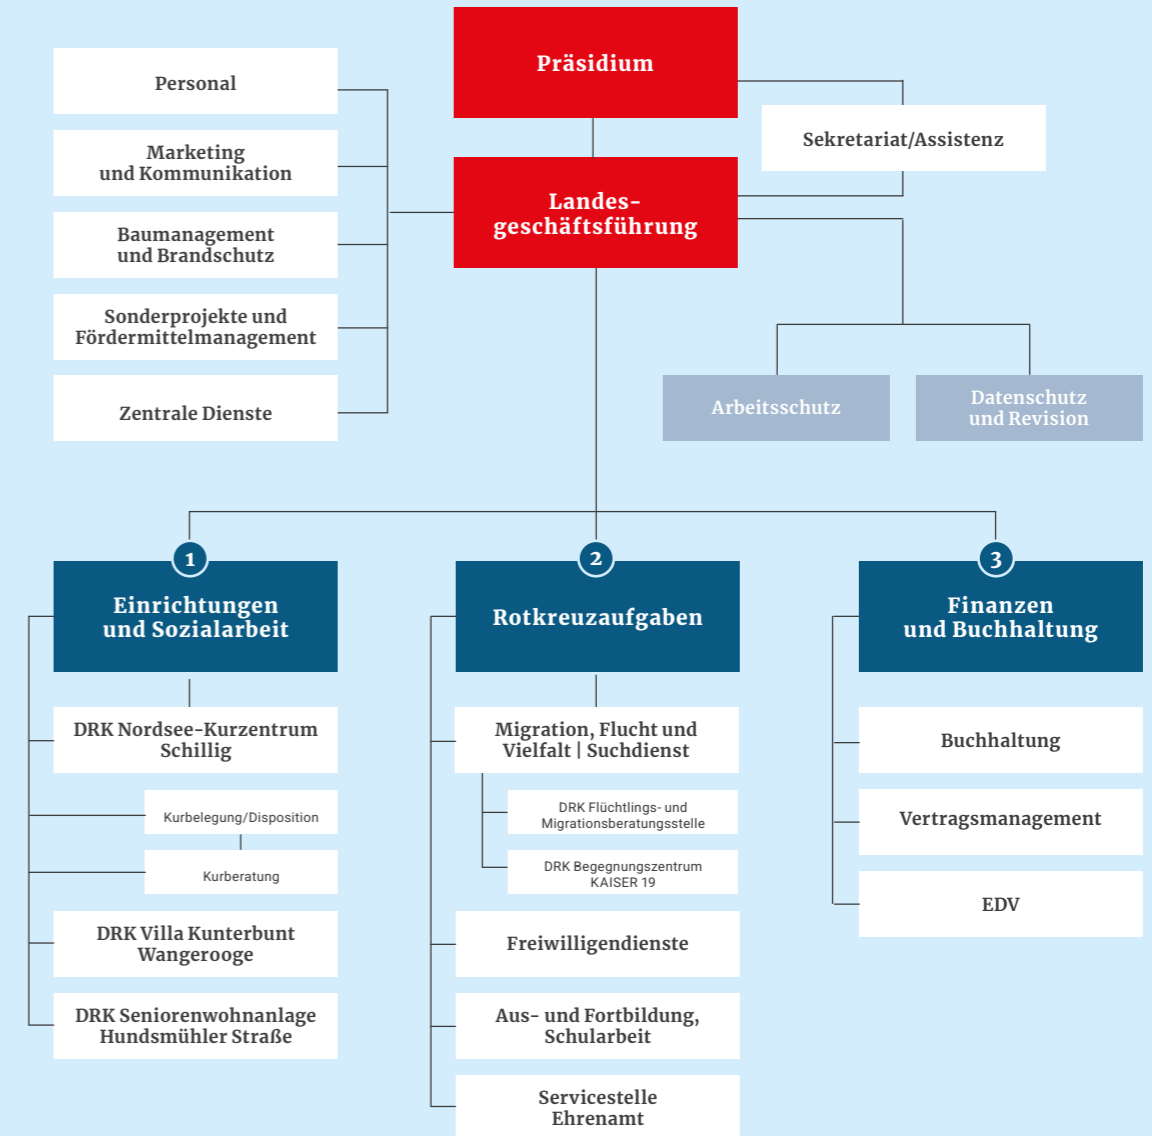 Präsidium
Sekretariat/Assistenz
Landes-
geschäftsführung
Personal
Marketing
und Kommunikation
Baumanagement
und Brandschutz
Sonderprojekte und
Fördermittelmanagement
Zentrale Dienste
Arbeitsschutz
Datenschutz
und Revision
1
Einrichtungen
und Sozialarbeit
DRK Nordsee-Kurzentrum
Schillig
Kurbelegung/Disposition
Kurberatung
DRK Villa Kunterbunt
Wangerooge
DRK Seniorenwohnanlage
Hundsmühler Straße
2
Rotkreuzaufgaben
Migration, Flucht und
Vielfalt | Suchdienst
DRK Flüchtlings- und
Migrationsberatungsstelle
DRK Begegnungszentrum
KAISER 19
Freiwilligendienste
Aus- und Fortbildung,
Schularbeit
Servicestelle
Ehrenamt
3
Finanzen
und Buchhaltung
Buchhaltung
Vertragsmanagement
EDV